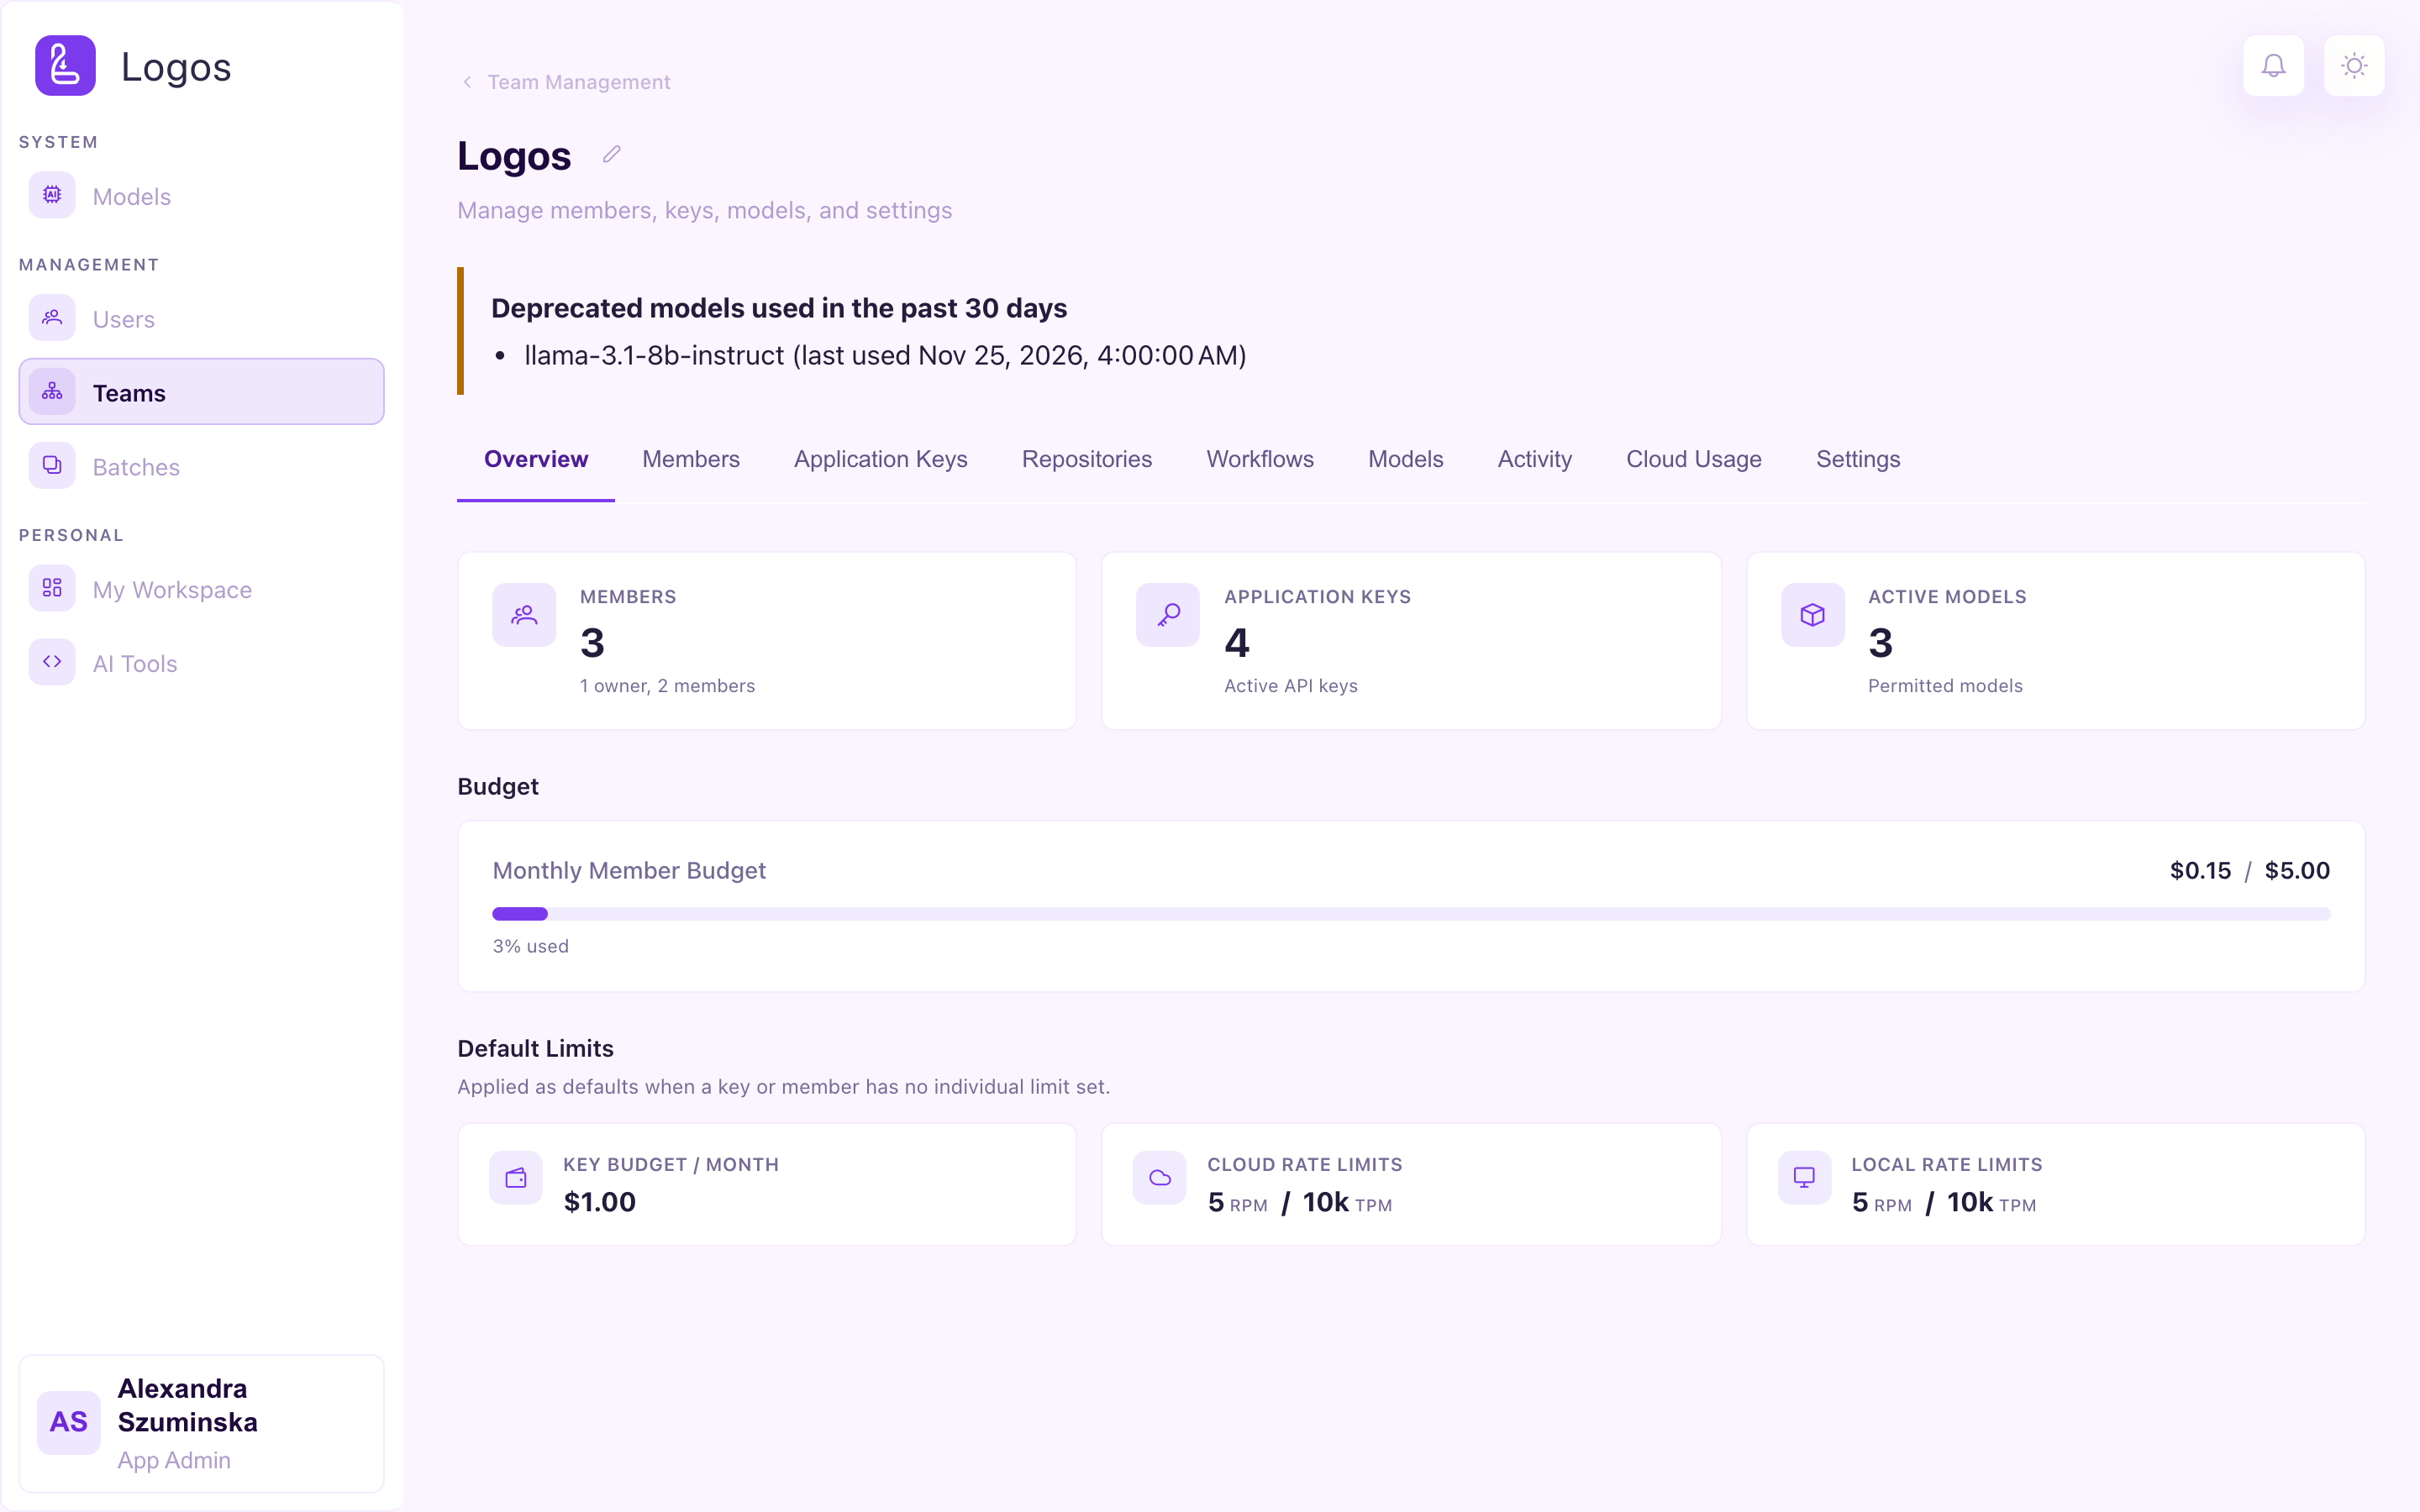 Logos
SYSTEM
Models
MANAGEMENT
Users
Teams
Batches
PERSONAL
My Workspace
AI Tools
AS
Alexandra
Szuminska
App Admin
Team Management
Logos
Manage members, keys, models, and settings
Deprecated models used in the past 30 days
• llama-3.1-8b-instruct (last used Nov 25, 2026, 4:00:00 AM)
Overview Members Application Keys Repositories Workflows Models Activity Cloud Usage Settings
MEMBERS
3
1 owner, 2 members
APPLICATION KEYS
4
Active API keys
ACTIVE MODELS
3
Permitted models
Budget
Monthly Member Budget $0.15 / $5.00
3% used
Default Limits
Applied as defaults when a key or member has no individual limit set.
KEY BUDGET / MONTH
$1.00
CLOUD RATE LIMITS
5 RPM / 10k TPM
LOCAL RATE LIMITS
5 RPM / 10k TPM